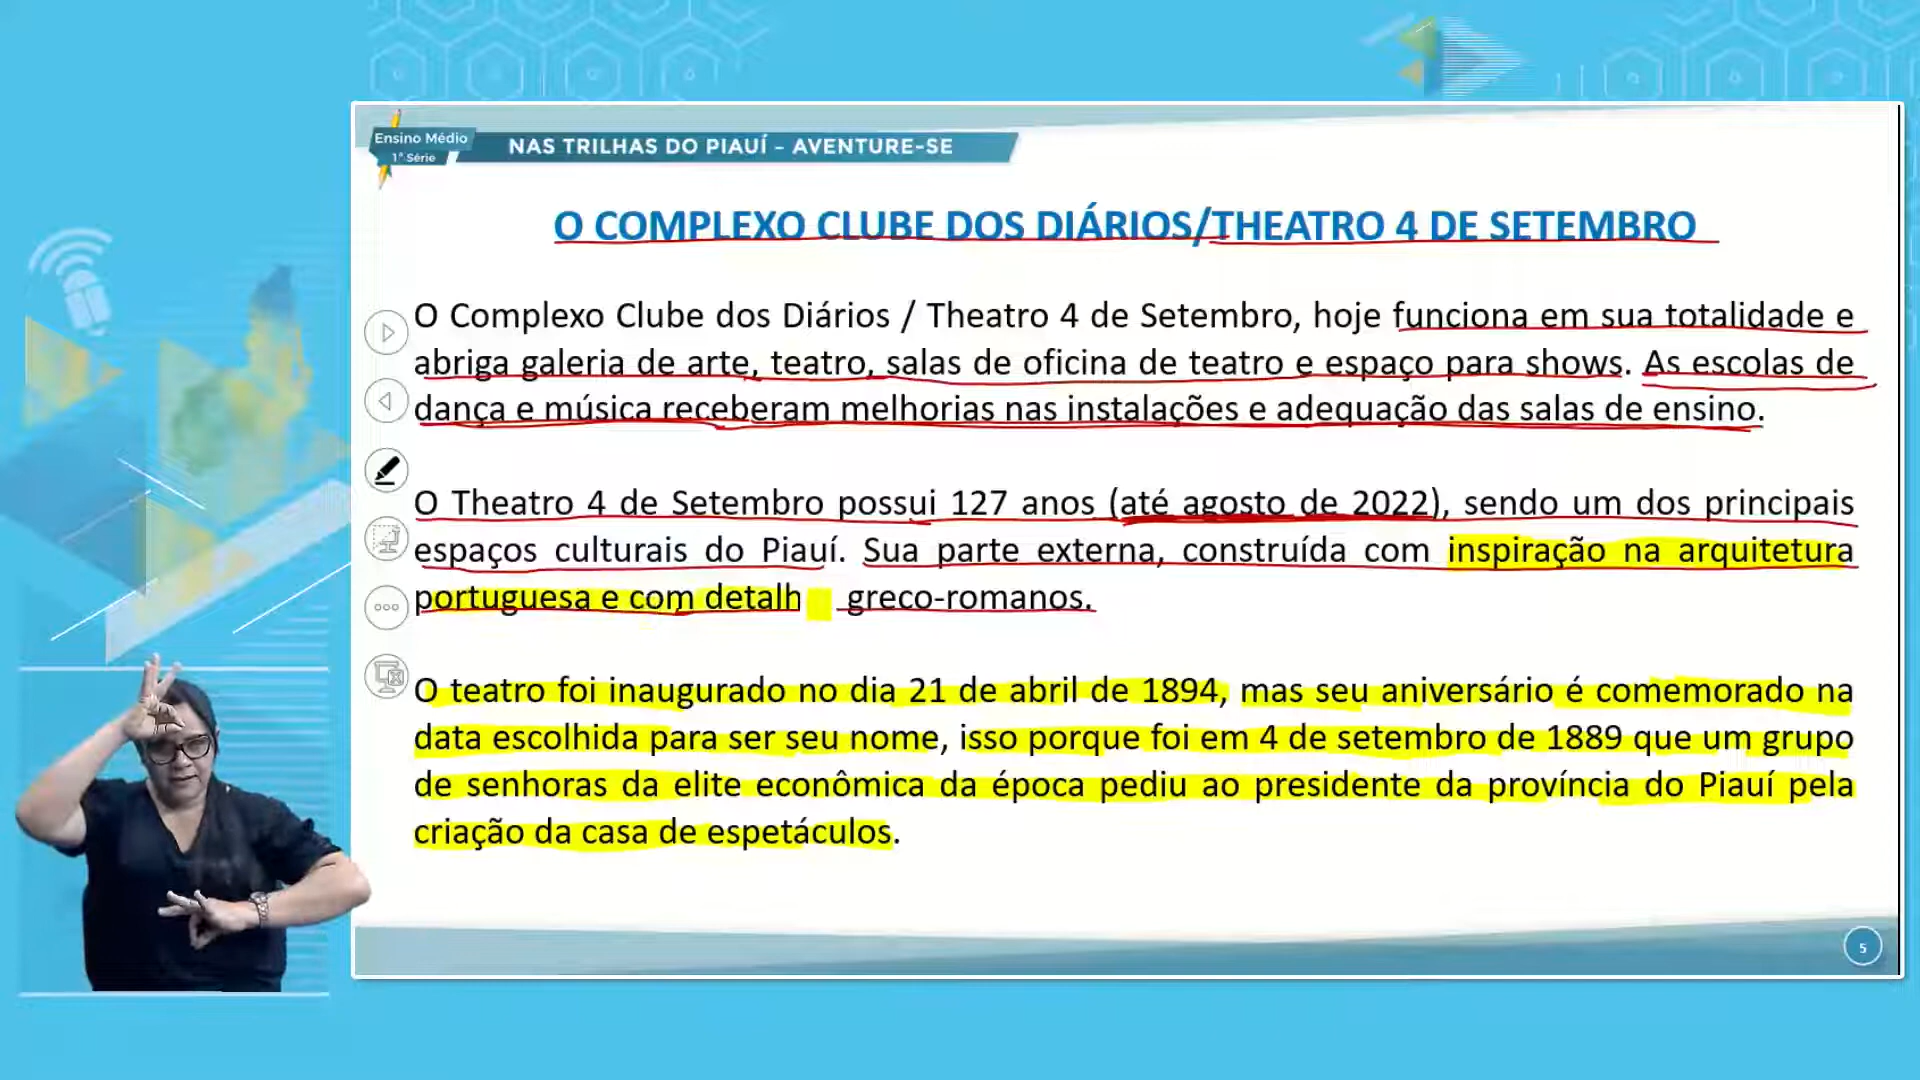 Ensino Médio
1ª Série
NAS TRILHAS DO PIAUÍ – AVENTURE-SE
O COMPLEXO CLUBE DOS DIÁRIOS/THEATRO 4 DE SETEMBRO
O Complexo Clube dos Diários / Theatro 4 de Setembro, hoje funciona em sua totalidade e
abriga galeria de arte, teatro, salas de oficina de teatro e espaço para shows. As escolas de
dança e música receberam melhorias nas instalações e adequação das salas de ensino.
O Theatro 4 de Setembro possui 127 anos (até agosto de 2022), sendo um dos principais
espaços culturais do Piauí. Sua parte externa, construída com inspiração na arquitetura
portuguesa e com detalh greco-romanos.
O teatro foi inaugurado no dia 21 de abril de 1894, mas seu aniversário é comemorado na
data escolhida para ser seu nome, isso porque foi em 4 de setembro de 1889 que um grupo
de senhoras da elite econômica da época pediu ao presidente da província do Piauí pela
criação da casa de espetáculos.
5